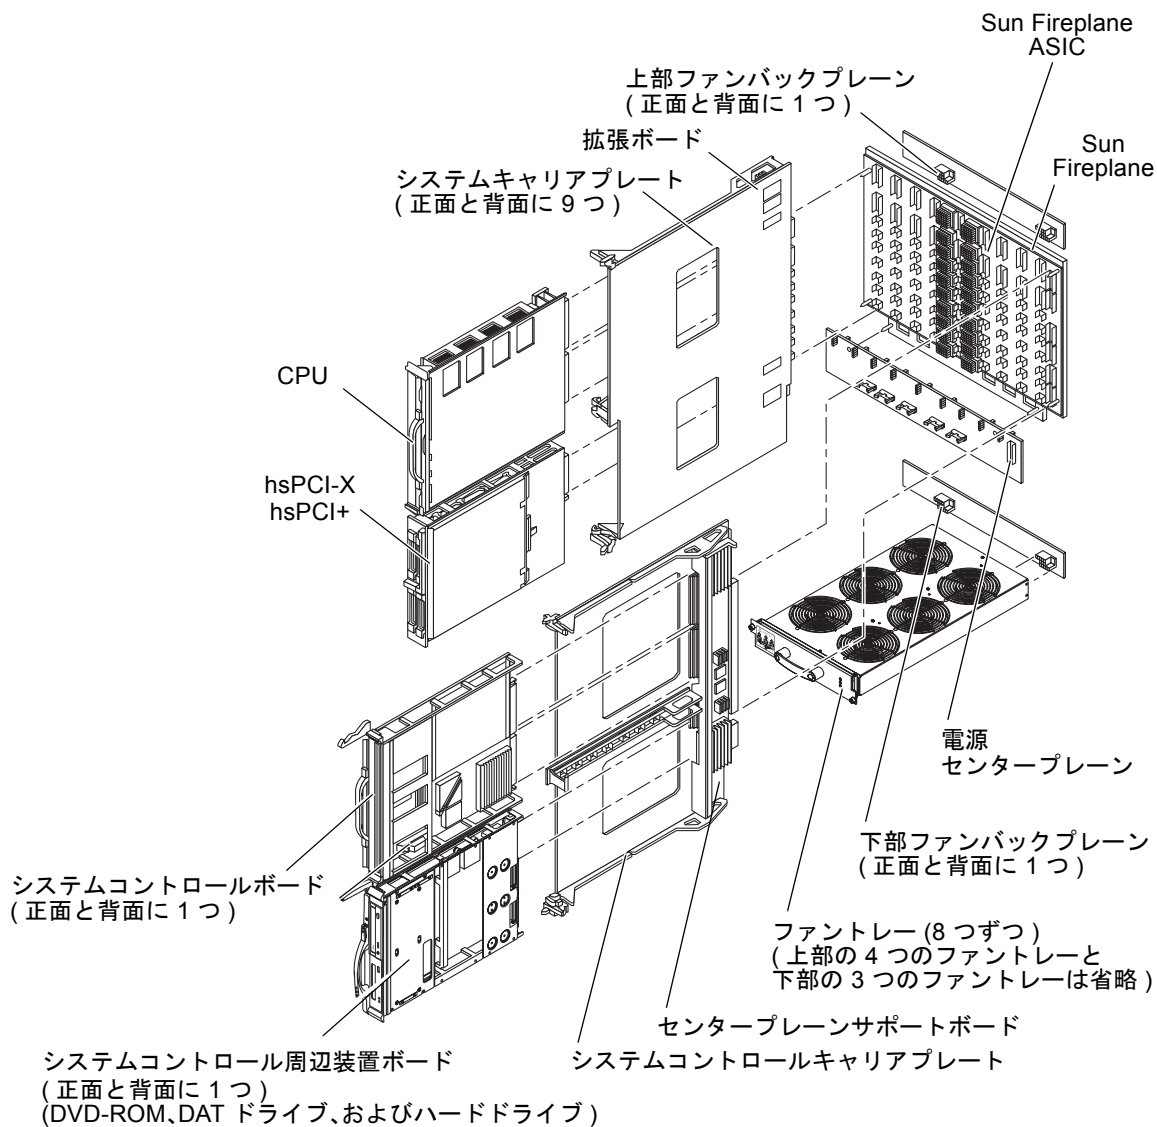 Sun Fireplane
ASIC
上部ファンバックプレーン
( 正面と背面に 1 つ )
拡張ボード
Sun
Fireplane
システムキャリアプレート
( 正面と背面に 9 つ )
CPU
hsPCI-X
hsPCI+
電源
センタープレーン
下部ファンバックプレーン
( 正面と背面に 1 つ )
システムコントロールボード
( 正面と背面に 1 つ )
ファントレー (8 つずつ )
( 上部の 4 つのファントレーと
下部の 3 つのファントレーは省略 )
センタープレーンサポートボード
システムコントロールキャリアプレート
システムコントロール周辺装置ボード
( 正面と背面に 1 つ )
(DVD-ROM、DAT ドライブ、およびハードドライブ )